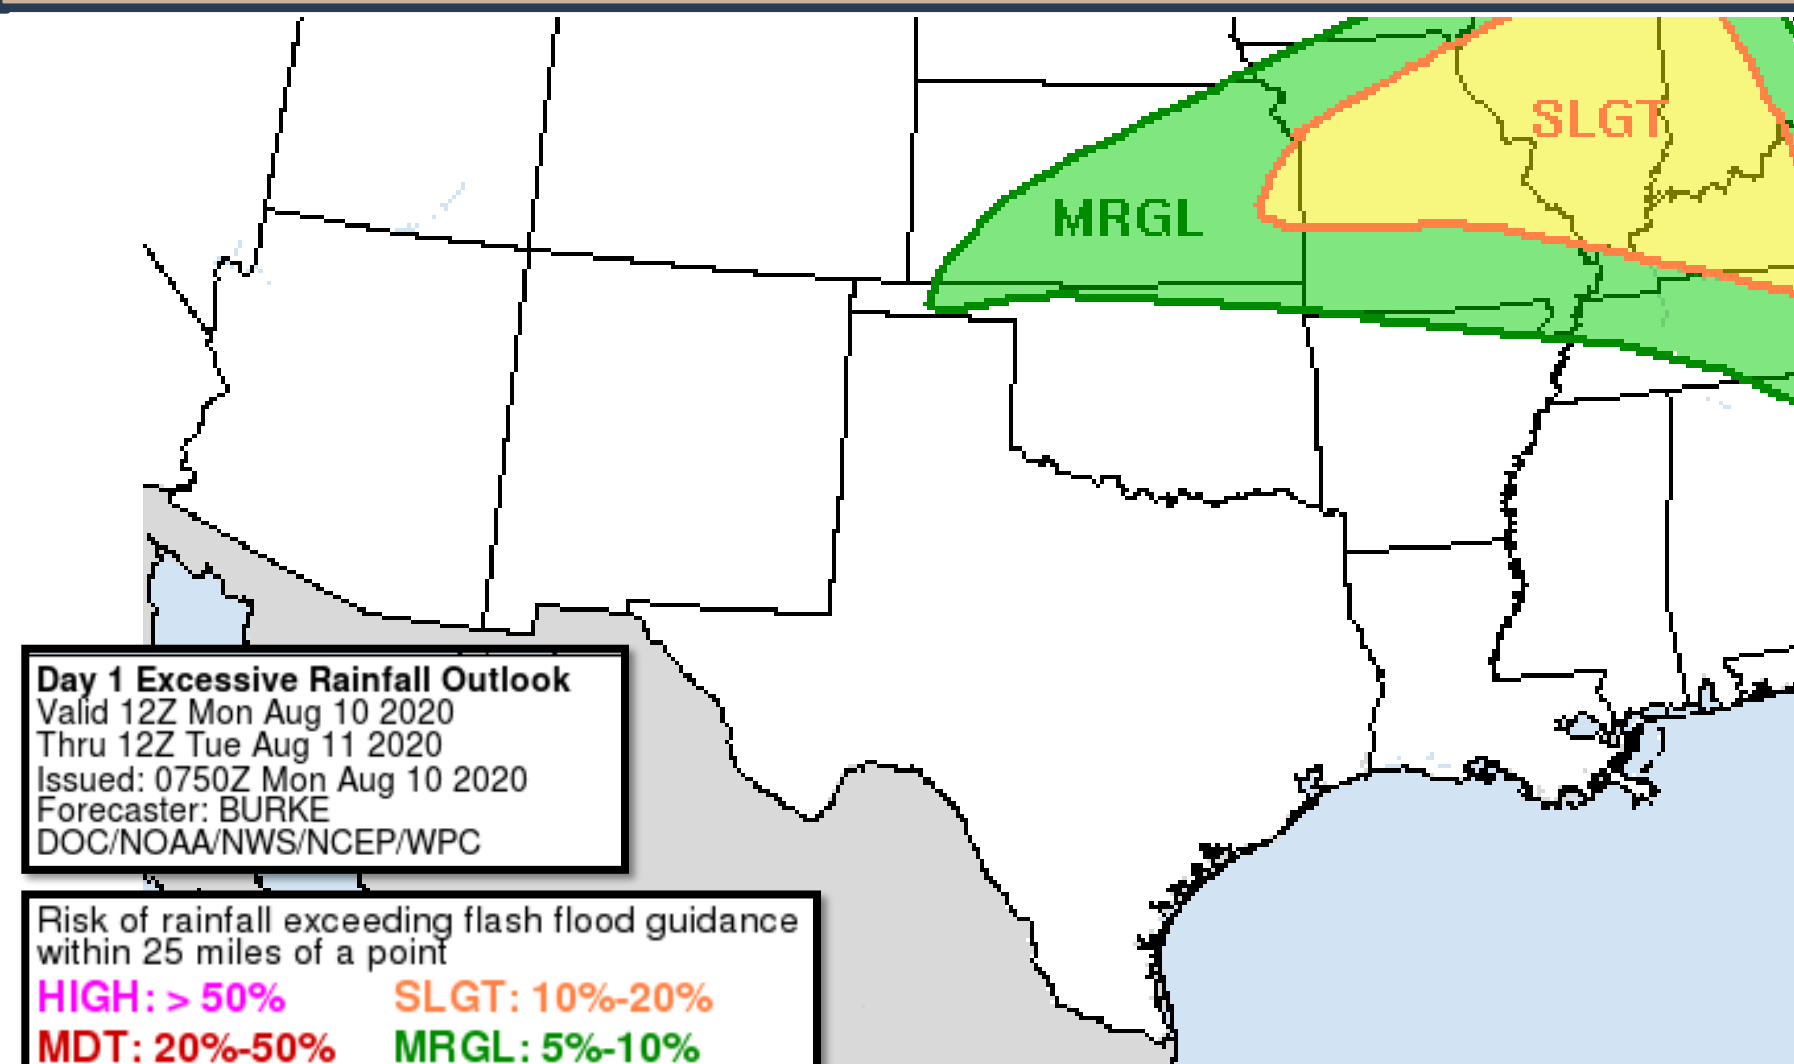 SLGT
MRGL
Day 1 Excessive Rainfall Outlook
Valid 12Z Mon Aug 10 2020
Thru 12Z Tue Aug 11 2020
Issued: 0750Z Mon Aug 10 2020
Forecaster: BURKE
DOC/NOAA/NWS/NCEP/WPC
Risk of rainfall exceeding flash flood guidance
within 25 miles of a point
HIGH: > 50% SLGT: 10%-20%
MDT: 20%-50% MRGL: 5%-10%